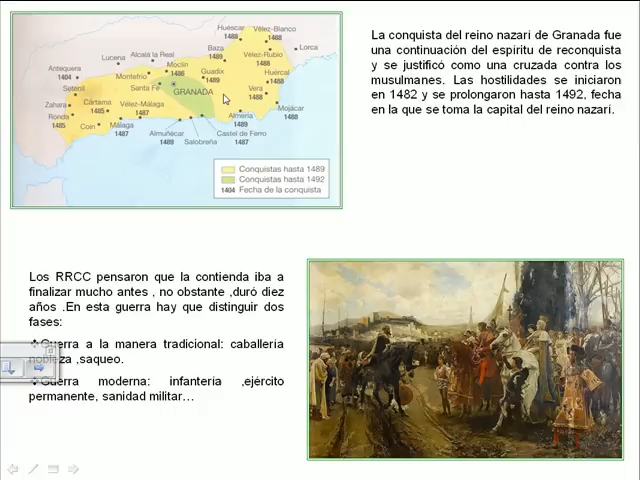 Huescar
1488
Vélez-Blanco
1488
Lorca
Baza
1489
Vélez-Rubio
1488
Lucena
Alcalá la Real
Moclín
1486
Antequera
1404
Montefrío
Guadix
1489
Huércal
1488
Santa Fé
GRANADA
Setenil
Vera
1488
Zahara
Cártama
1485
Vélez-Málaga
1487
Mojácar
1488
Ronda
1485
Coín
Málaga
1487
Almería
1489
Almuñécar
1489
Salobreña
Castel de Ferro
1487
Conquistas hasta 1489
Conquistas hasta 1492
1404 Fecha de la conquista
La conquista del reino nazarí de Granada fue
una continuación del espíritu de reconquista
y se justificó como una cruzada contra los
musulmanes. Las hostilidades se iniciaron
en 1482 y se prolongaron hasta 1492, fecha
en la que se toma la capital del reino nazarí.
Los RRCC pensaron que la contienda iba a
finalizar mucho antes , no obstante ,duró diez
años .En esta guerra hay que distinguir dos
fases:
Guerra a la manera tradicional: caballería
nobleza ,saqueo.
Guerra moderna: infantería ,ejército
permanente, sanidad militar…